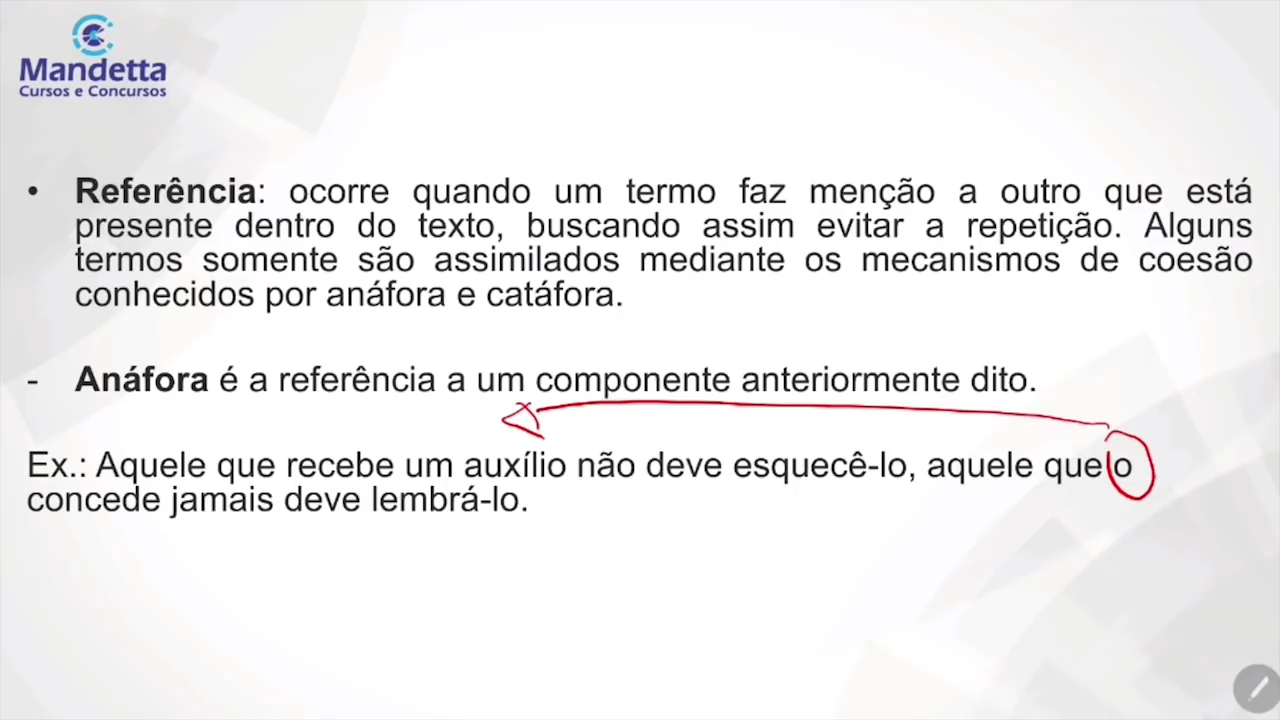 Mandetta
Cursos e Concursos
• Referência: ocorre quando um termo faz menção a outro que está
presente dentro do texto, buscando assim evitar a repetição. Alguns
termos somente são assimilados mediante os mecanismos de coesão
conhecidos por anáfora e catáfora.
- Anáfora é a referência a um componente anteriormente dito.
Ex.: Aquele que recebe um auxílio não deve esquecê-lo, aquele que o
concede jamais deve lembrá-lo.